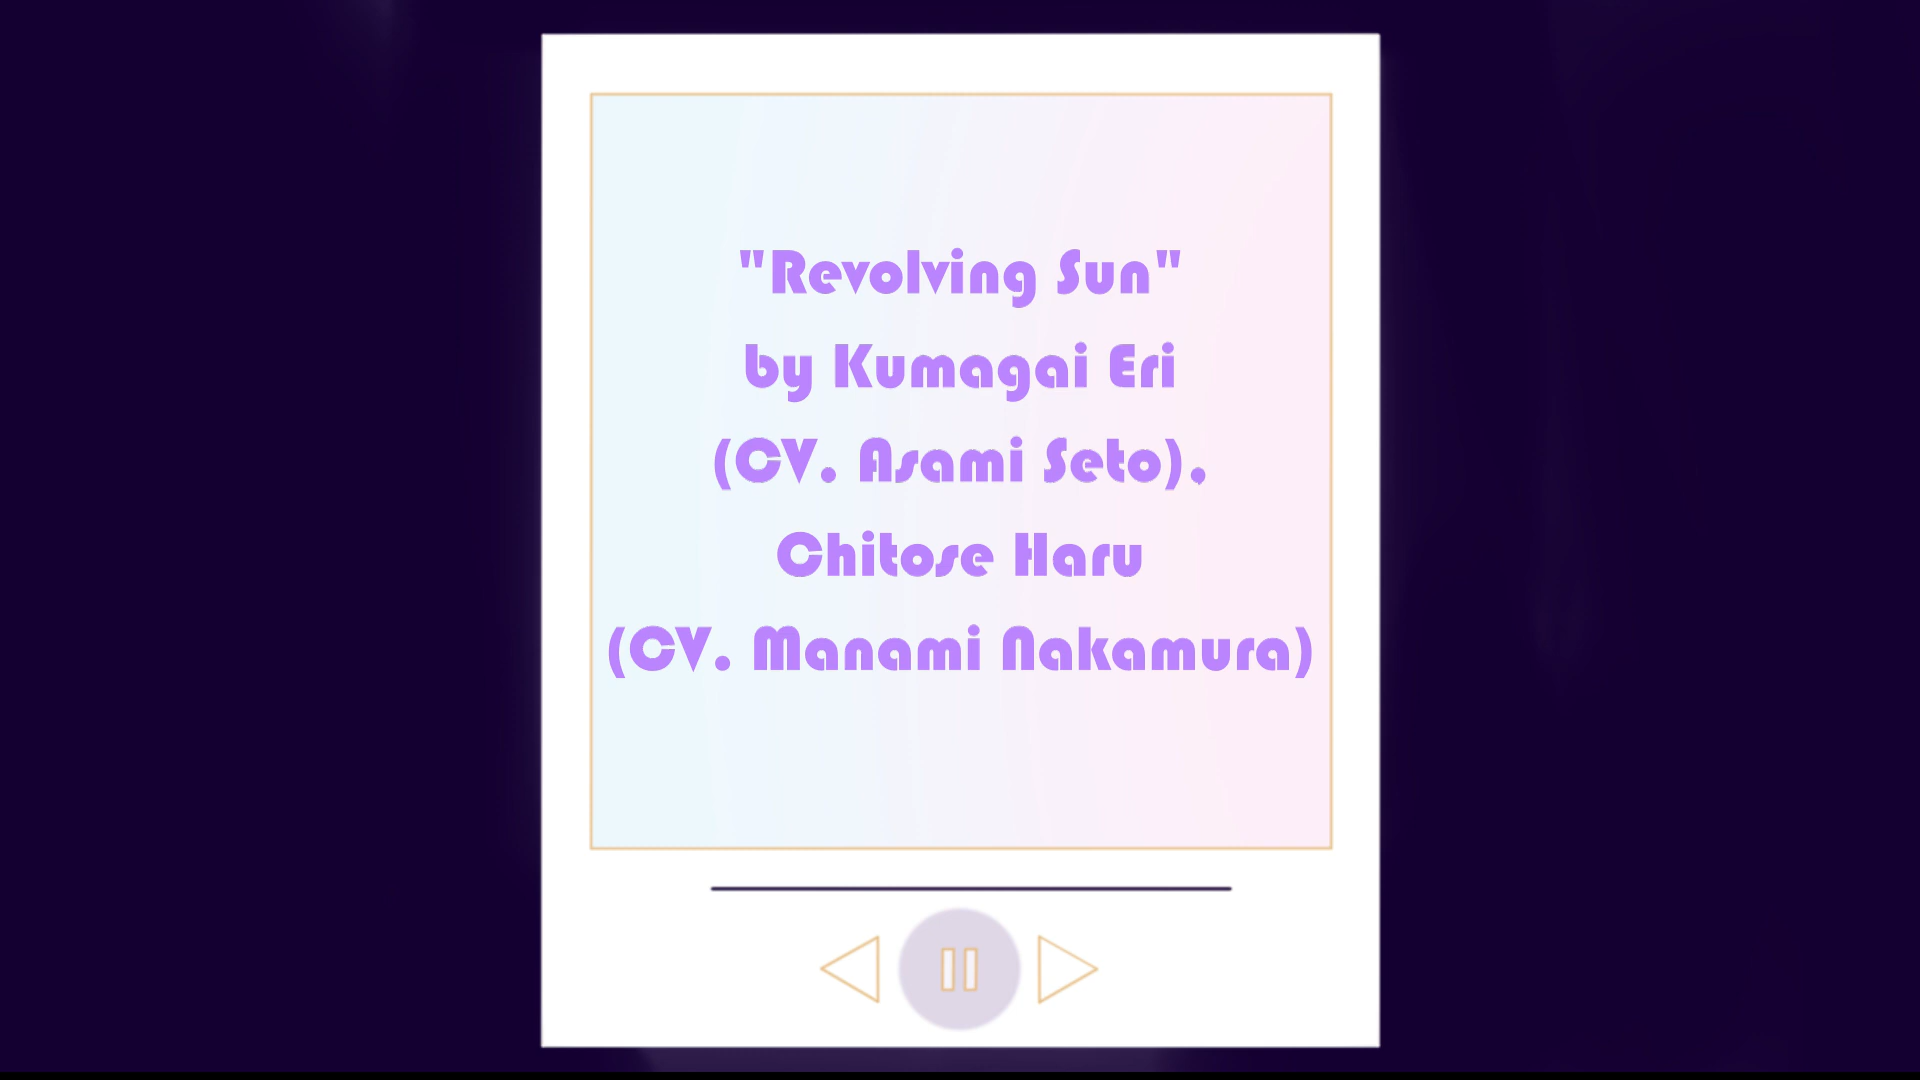 "Revolving Sun"
by Kumagai Eri
(CV. Asami Seto),
Chitose Haru
(CV. Manami Nakamura)